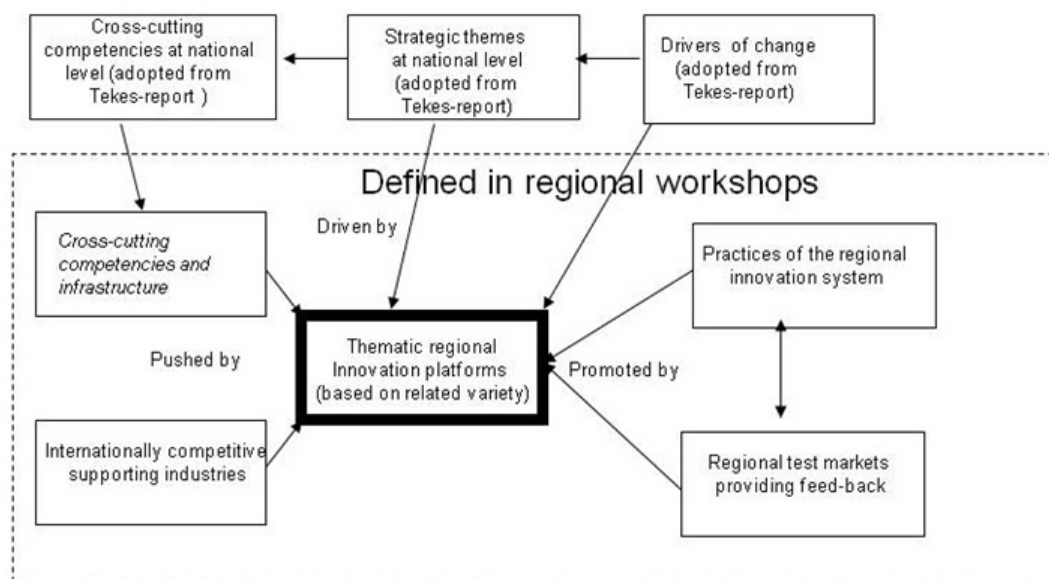 Cross-cutting
competencies at national
level (adopted from
Tekes-report )
Strategic themes
at national level
(adopted from
Tekes-report)
Drivers of change
(adopted from
Tekes-report)
Defined in regional workshops
Driven by
Cross-cutting
competencies and
infrastructure
Practices of the regional
innovation system
Pushed by
Thematic regional
Innovation platforms
(based on related variety)
Promoted by
Internationally competitive
supporting industries
Regional test markets
providing feed-back